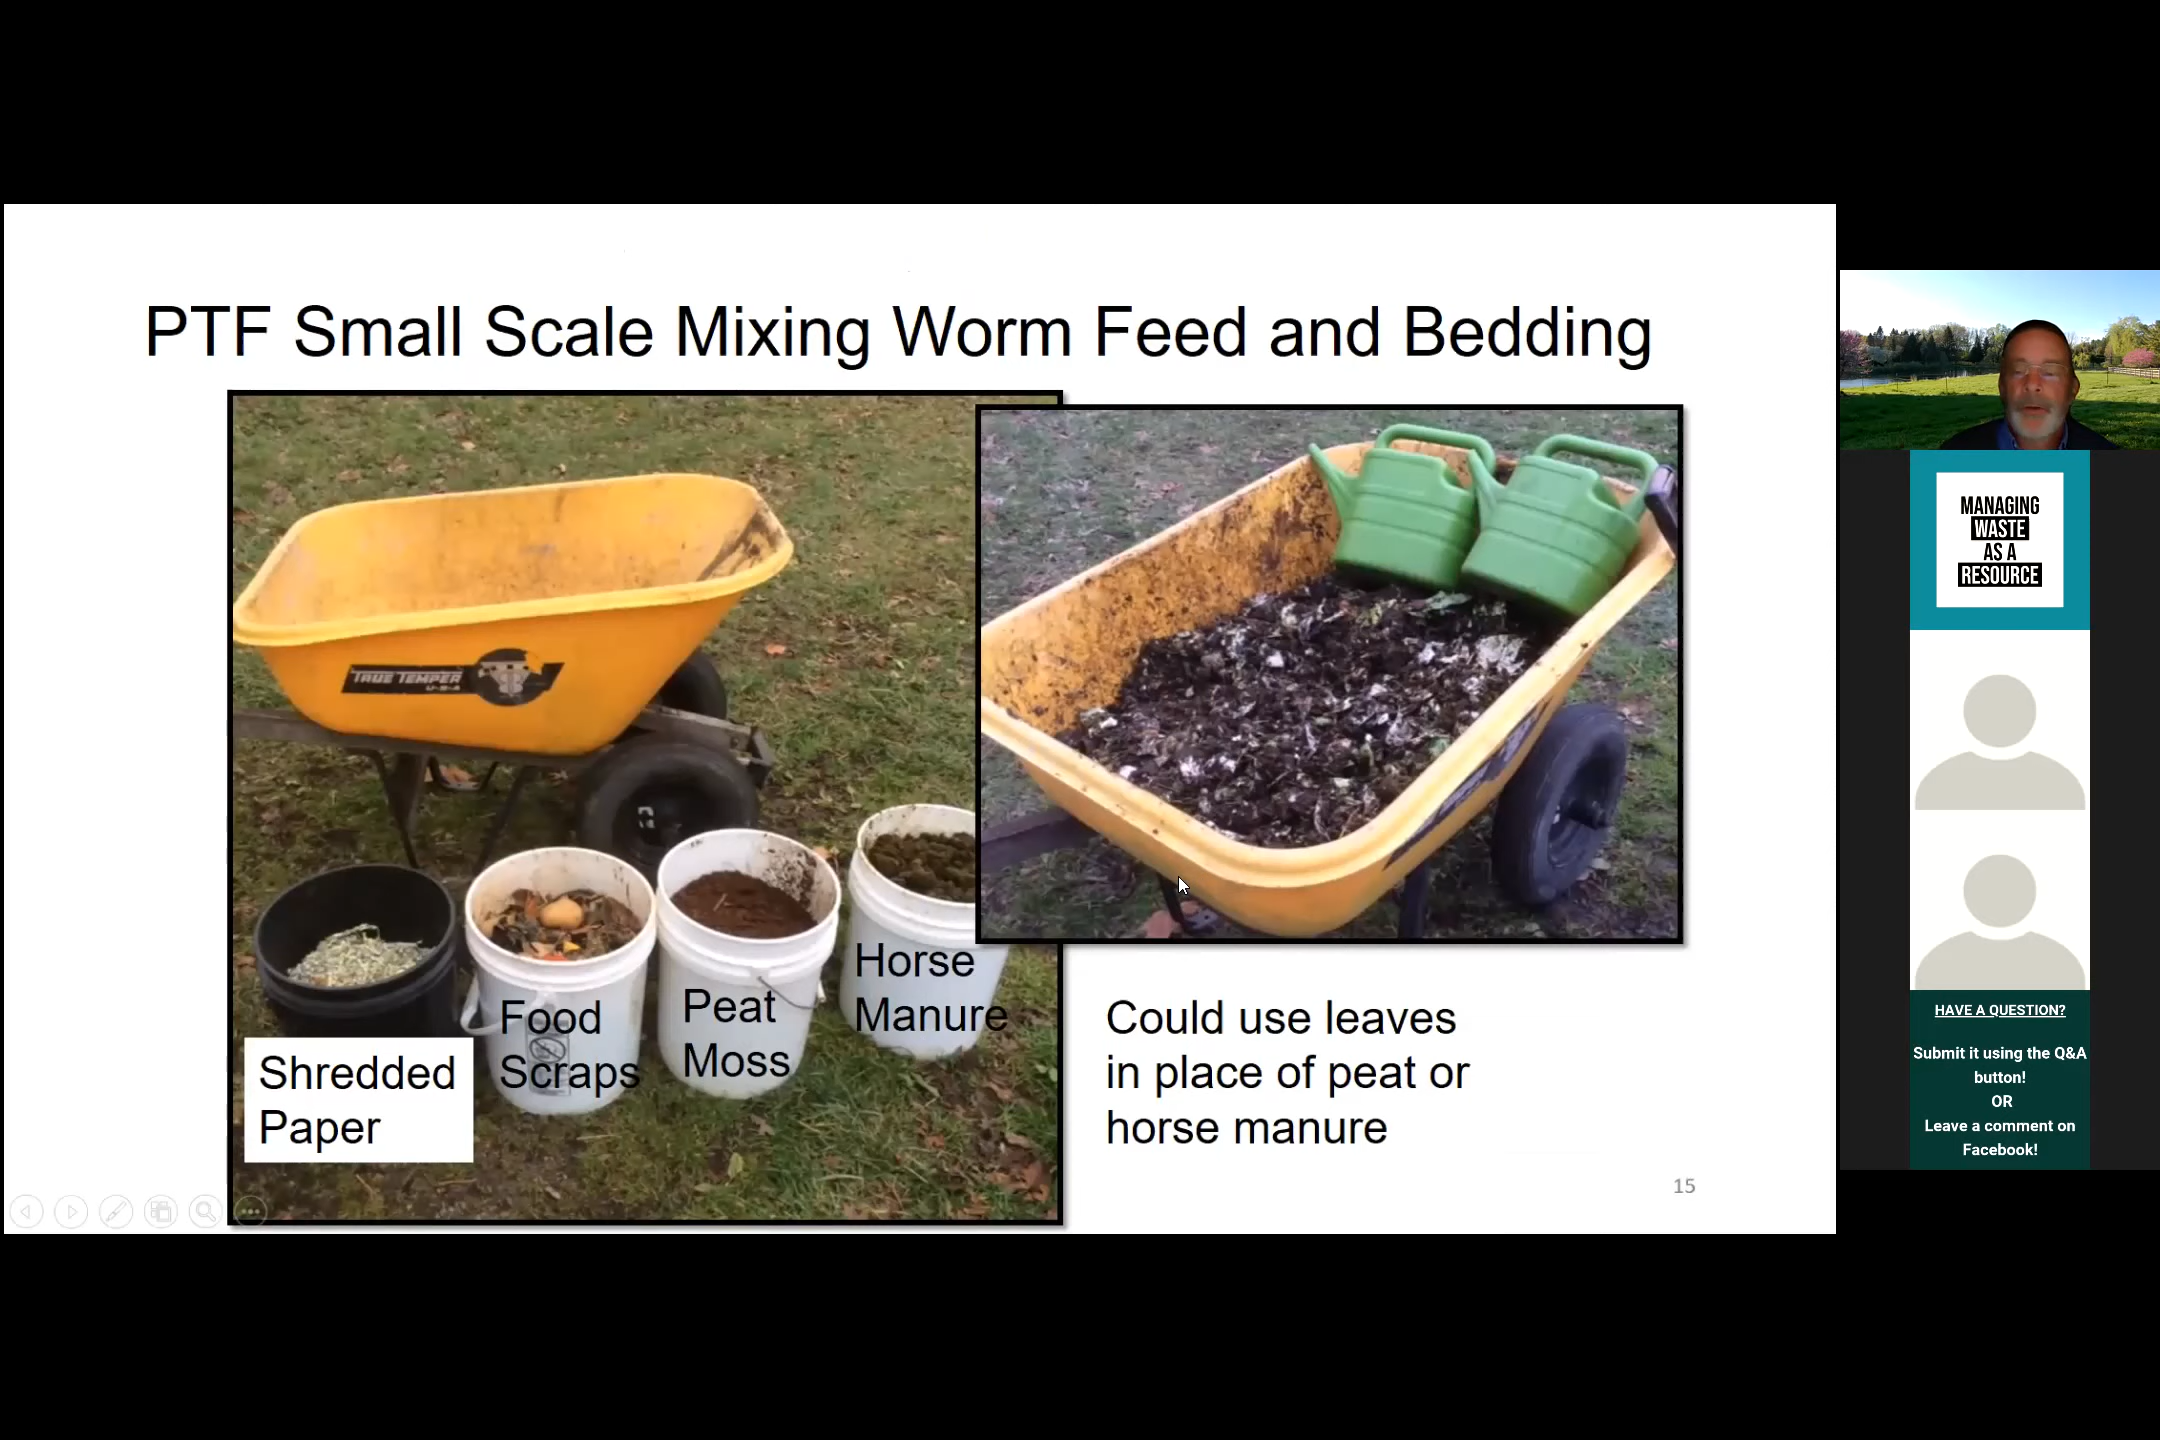 PTF Small Scale Mixing Worm Feed and Bedding
TRUE TEMPER
U·S·A
Shredded
Paper
Food
Scraps
Peat
Moss
Horse
Manure
Could use leaves
in place of peat or
horse manure
15
MANAGING
WASTE
AS A
RESOURCE
HAVE A QUESTION?
Submit it using the Q&A
button!
OR
Leave a comment on
Facebook!